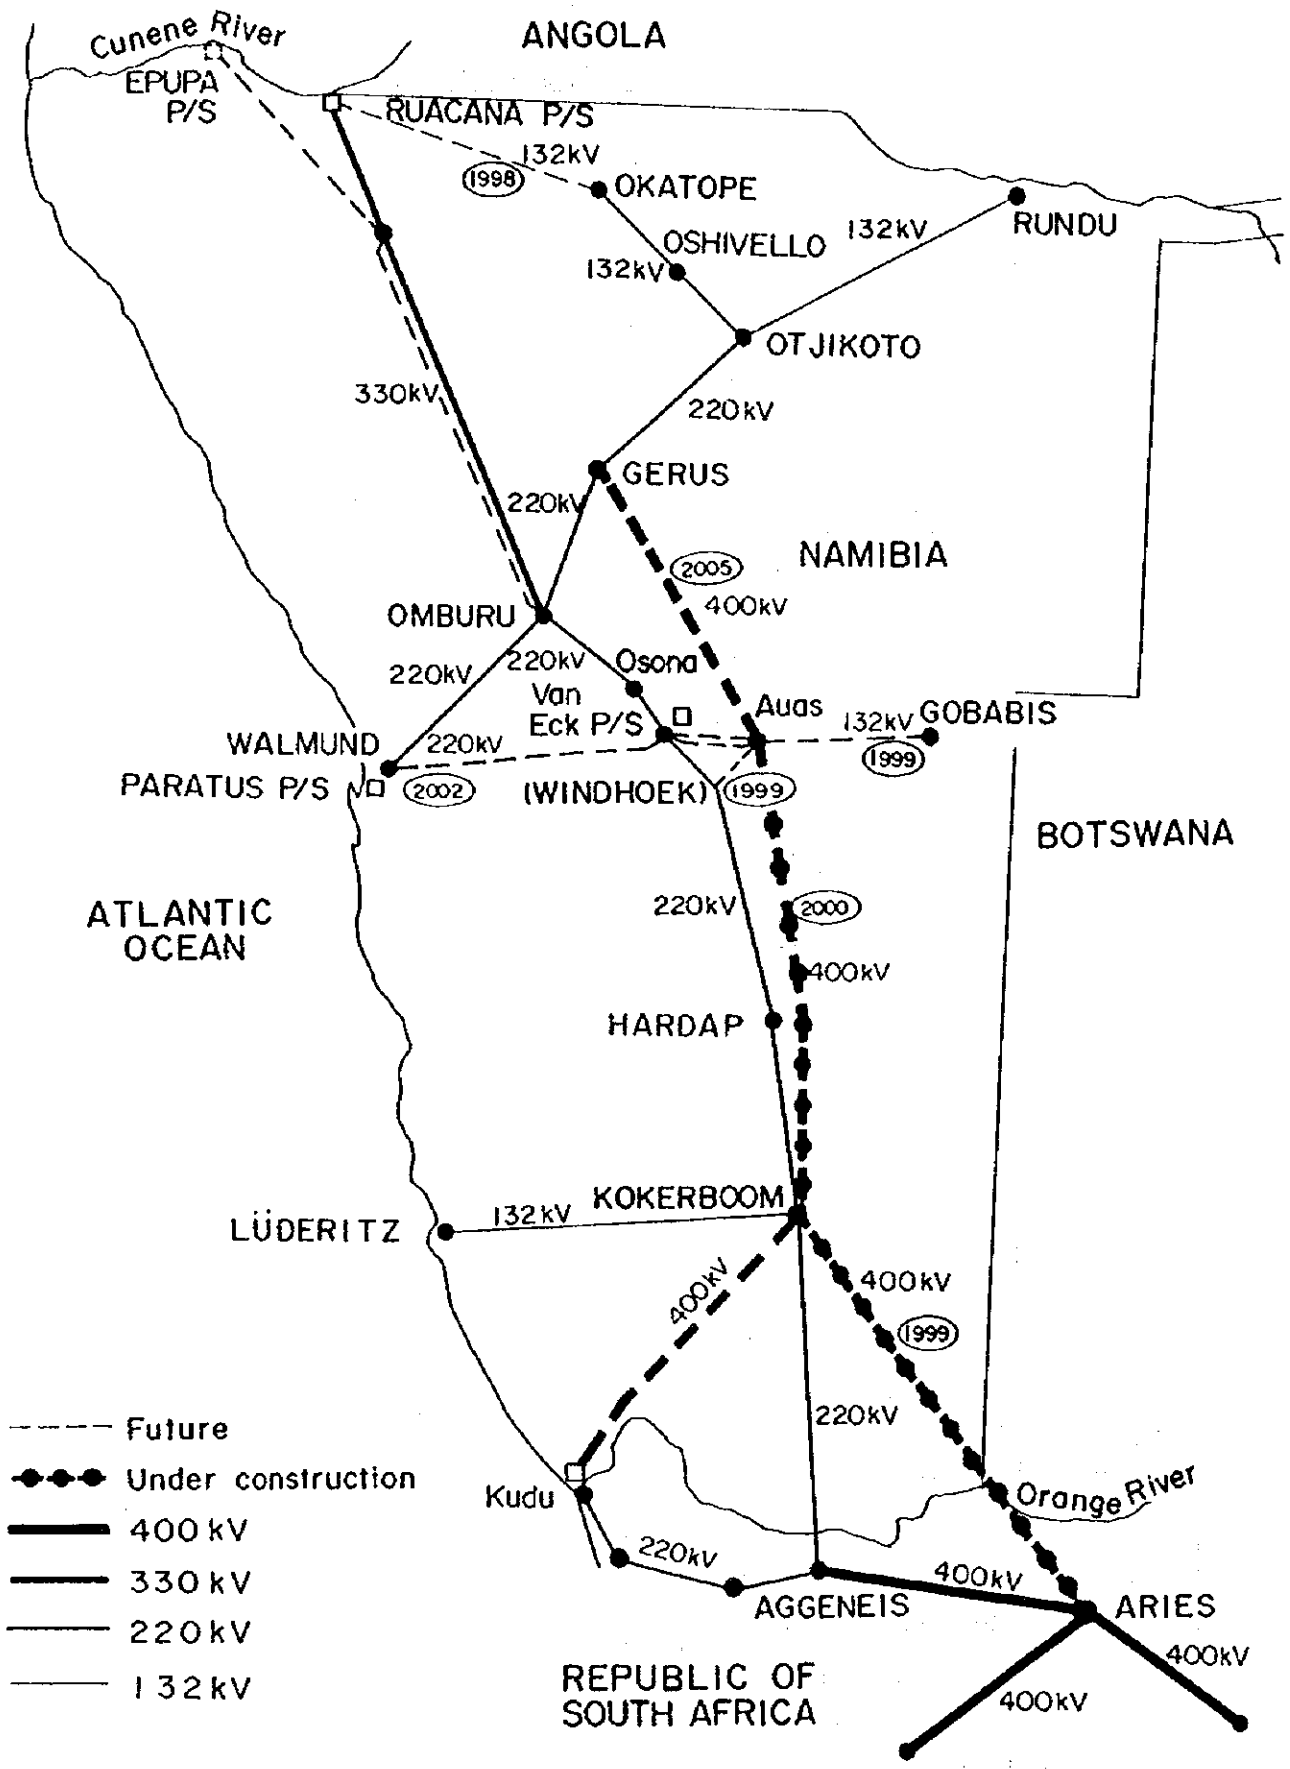 Cunene River
ANGOLA
EPUPA
P/S
RUACANA P/S
132kV
1998
OKATOPE
RUNDU
132kV
OSHIVELLO
132kV
OTJIKOTO
330kV
220kV
GERUS
220kV
NAMIBIA
2005
400kV
OMBURU
220kV
220kV
Osona
Van
Eck P/S
Auas
132kV
GOBABIS
1999
WALMUND
220kV
PARATUS P/S
2002
(WINDHOEK)
1999
BOTSWANA
ATLANTIC
OCEAN
220kV
2000
400kV
HARDAP
KOKERBOOM
LÜDERITZ
132kV
400kV
400kV
1999
220kV
Future
Under construction
Kudu
Orange River
400kV
220kV
400kV
330kV
AGGENEIS
ARIES
220kV
400kV
132kV
REPUBLIC OF
SOUTH AFRICA
400kV